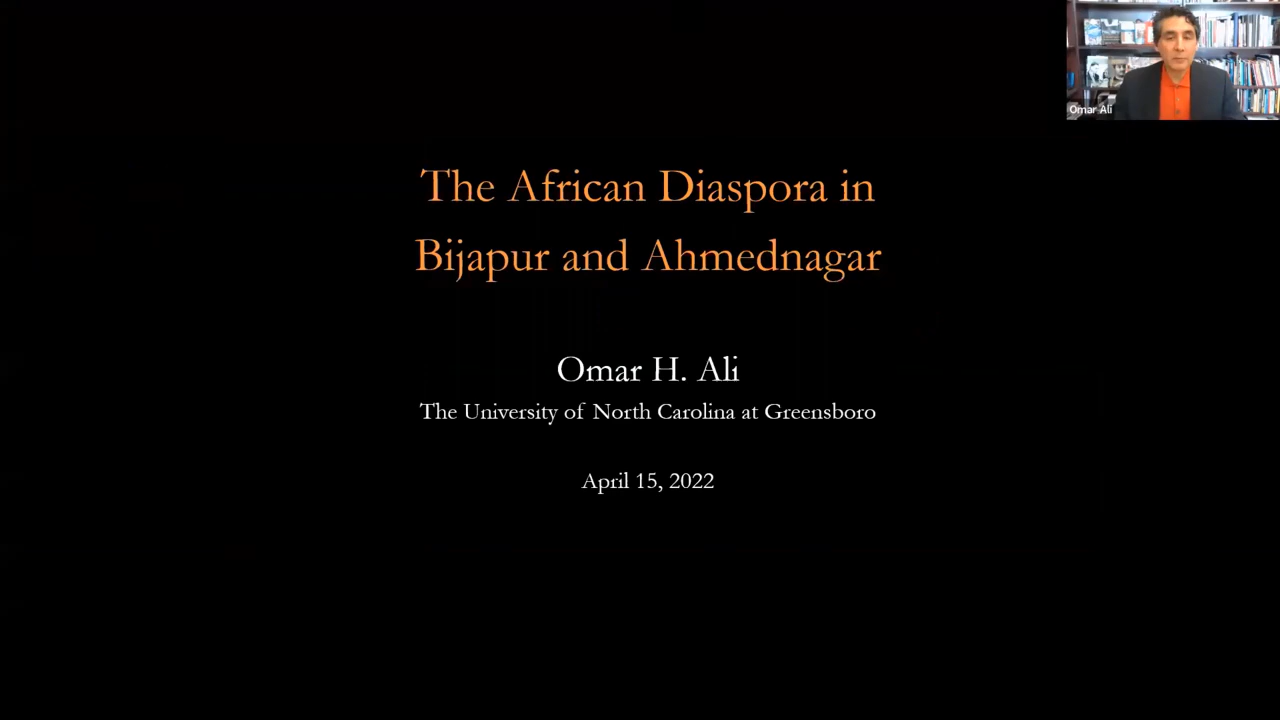 Omar Ali
The African Diaspora in
Bijapur and Ahmednagar
Omar H. Ali
The University of North Carolina at Greensboro
April 15, 2022